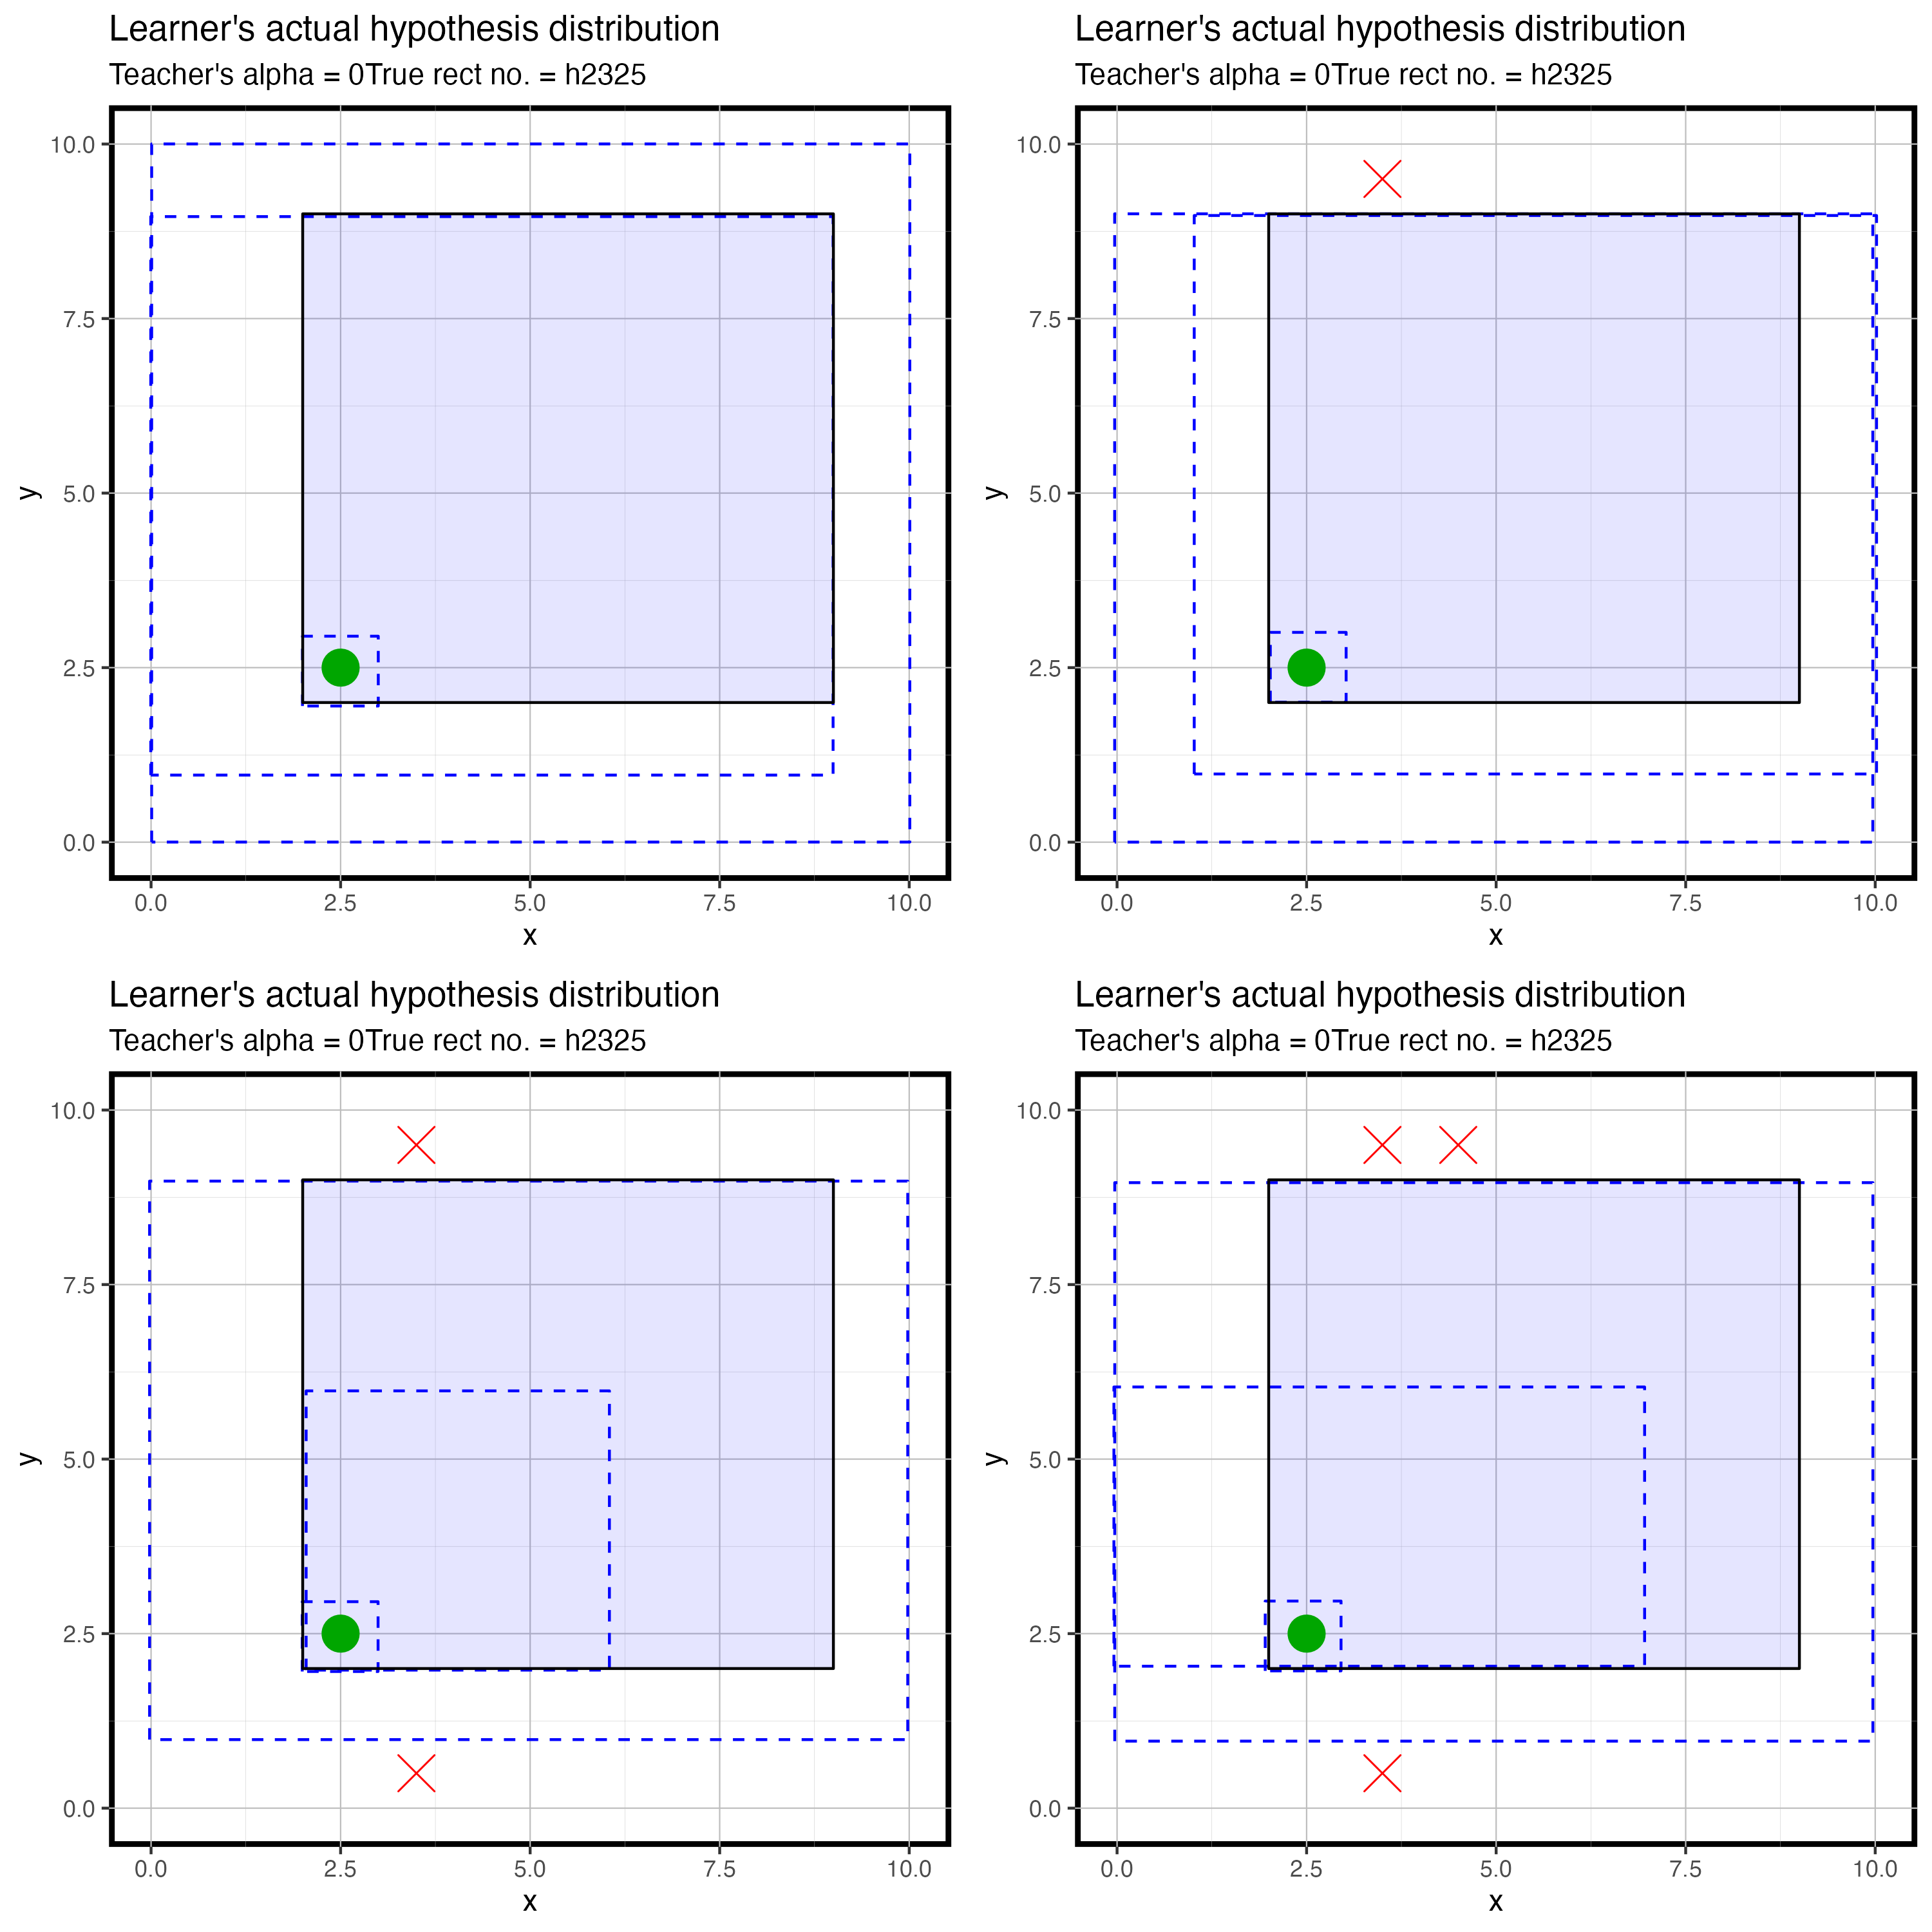 Learner's actual hypothesis distribution
Teacher's alpha = 0True rect no. = h2325
10.0
7.5
5.0
2.5
0.0
y
0.0 2.5 5.0 7.5 10.0
x
Learner's actual hypothesis distribution
Teacher's alpha = 0True rect no. = h2325
10.0
7.5
5.0
2.5
0.0
y
0.0 2.5 5.0 7.5 10.0
x
Learner's actual hypothesis distribution
Teacher's alpha = 0True rect no. = h2325
10.0
7.5
5.0
2.5
0.0
y
0.0 2.5 5.0 7.5 10.0
x
Learner's actual hypothesis distribution
Teacher's alpha = 0True rect no. = h2325
10.0
7.5
5.0
2.5
0.0
y
0.0 2.5 5.0 7.5 10.0
x